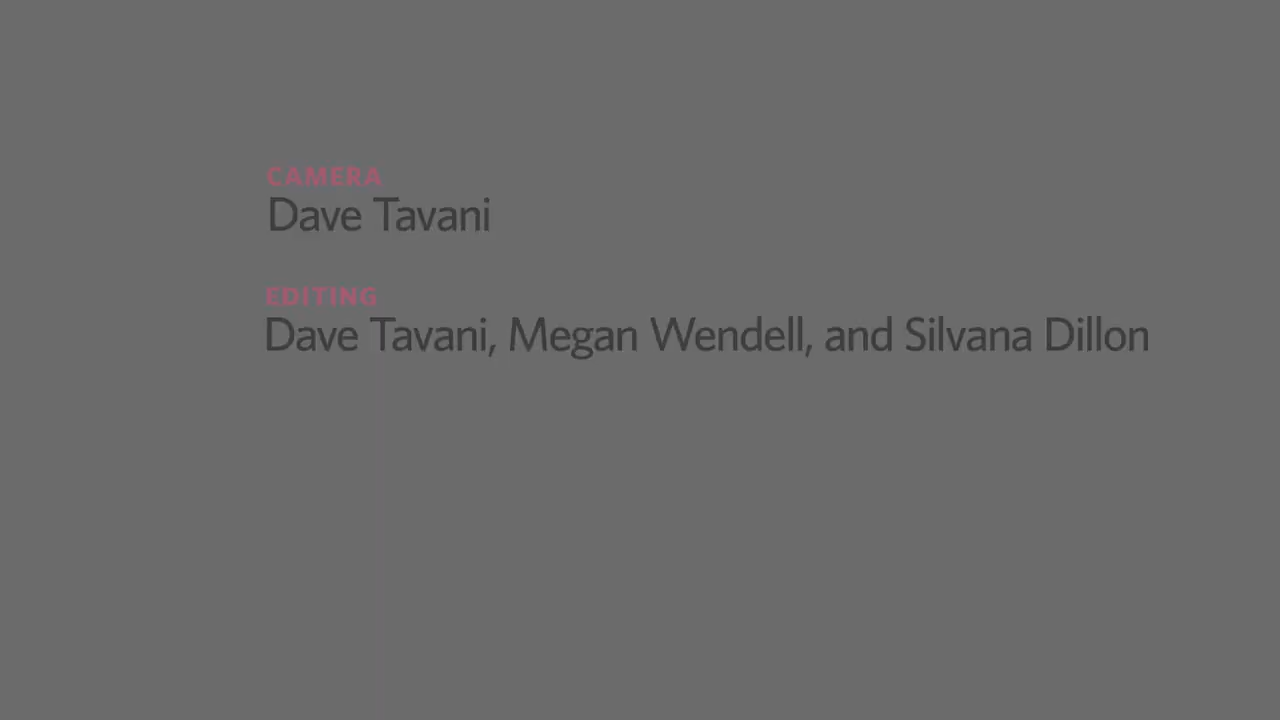 CAMERA
Dave Tavani
EDITING
Dave Tavani, Megan Wendell, and Silvana Dillon